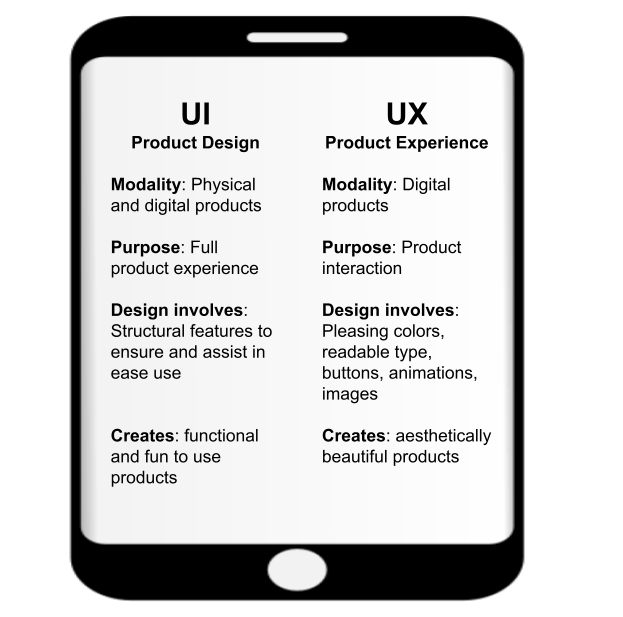 UI
Product Design
Modality: Physical
and digital products
Purpose: Full
product experience
Design involves:
Structural features to
ensure and assist in
ease use
Creates: functional
and fun to use
products
UX
Product Experience
Modality: Digital
products
Purpose: Product
interaction
Design involves:
Pleasing colors,
readable type,
buttons, animations,
images
Creates: aesthetically
beautiful products